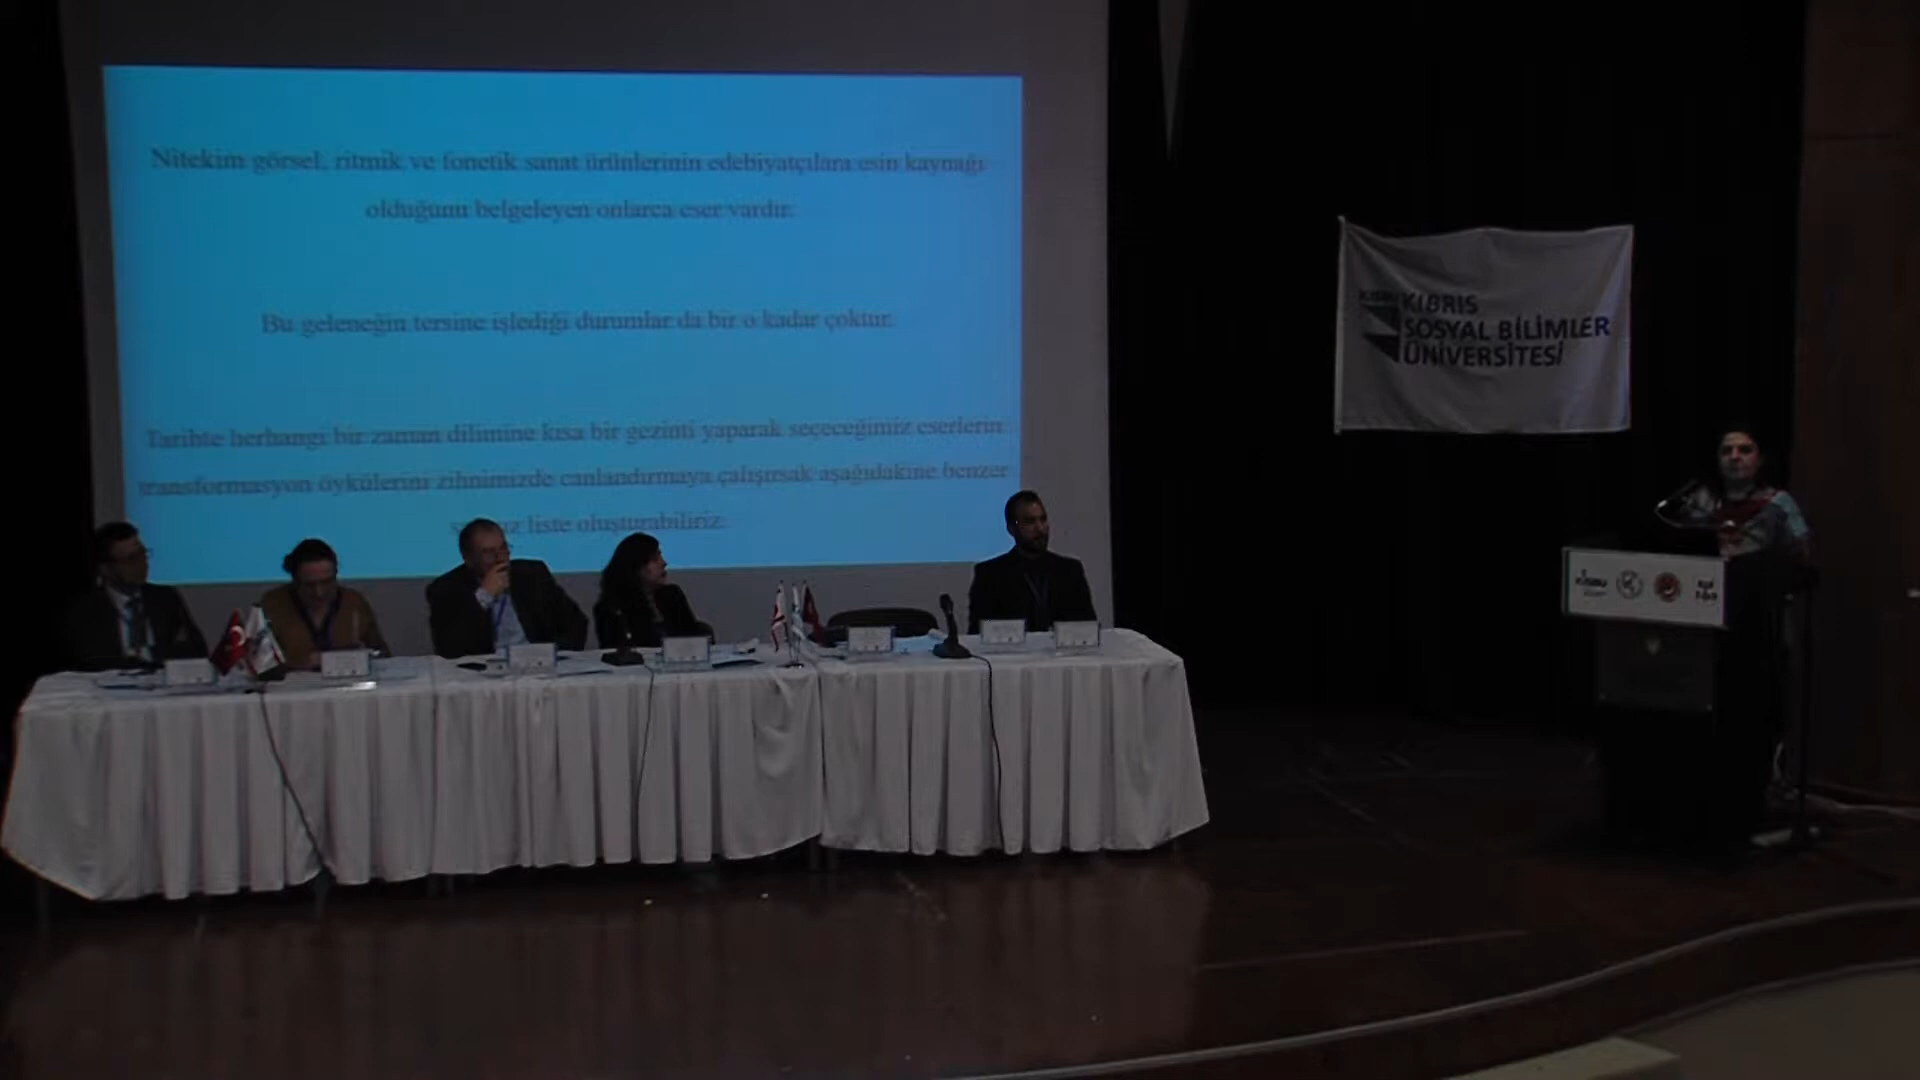 Nitekim görsel, ritmik ve fonetik sanat ürünlerinin edebiyatçılara esin kaynağı
olduğunu belgeleyen onlarca eser vardır.
Bu geleneğin tersine işlediği durumlar da bir o kadar çoktur.
Tarihte herhangi bir zaman dilimine kısa bir gezinti yaparak seçeceğimiz eserlerin
transformasyon öykülerini zihnimizde canlandırmaya çalışırsak aşağıdakine benzer
liste oluşturabiliriz.
KIBRIS
SOSYAL BİLİMLER
ÜNİVERSİTESİ